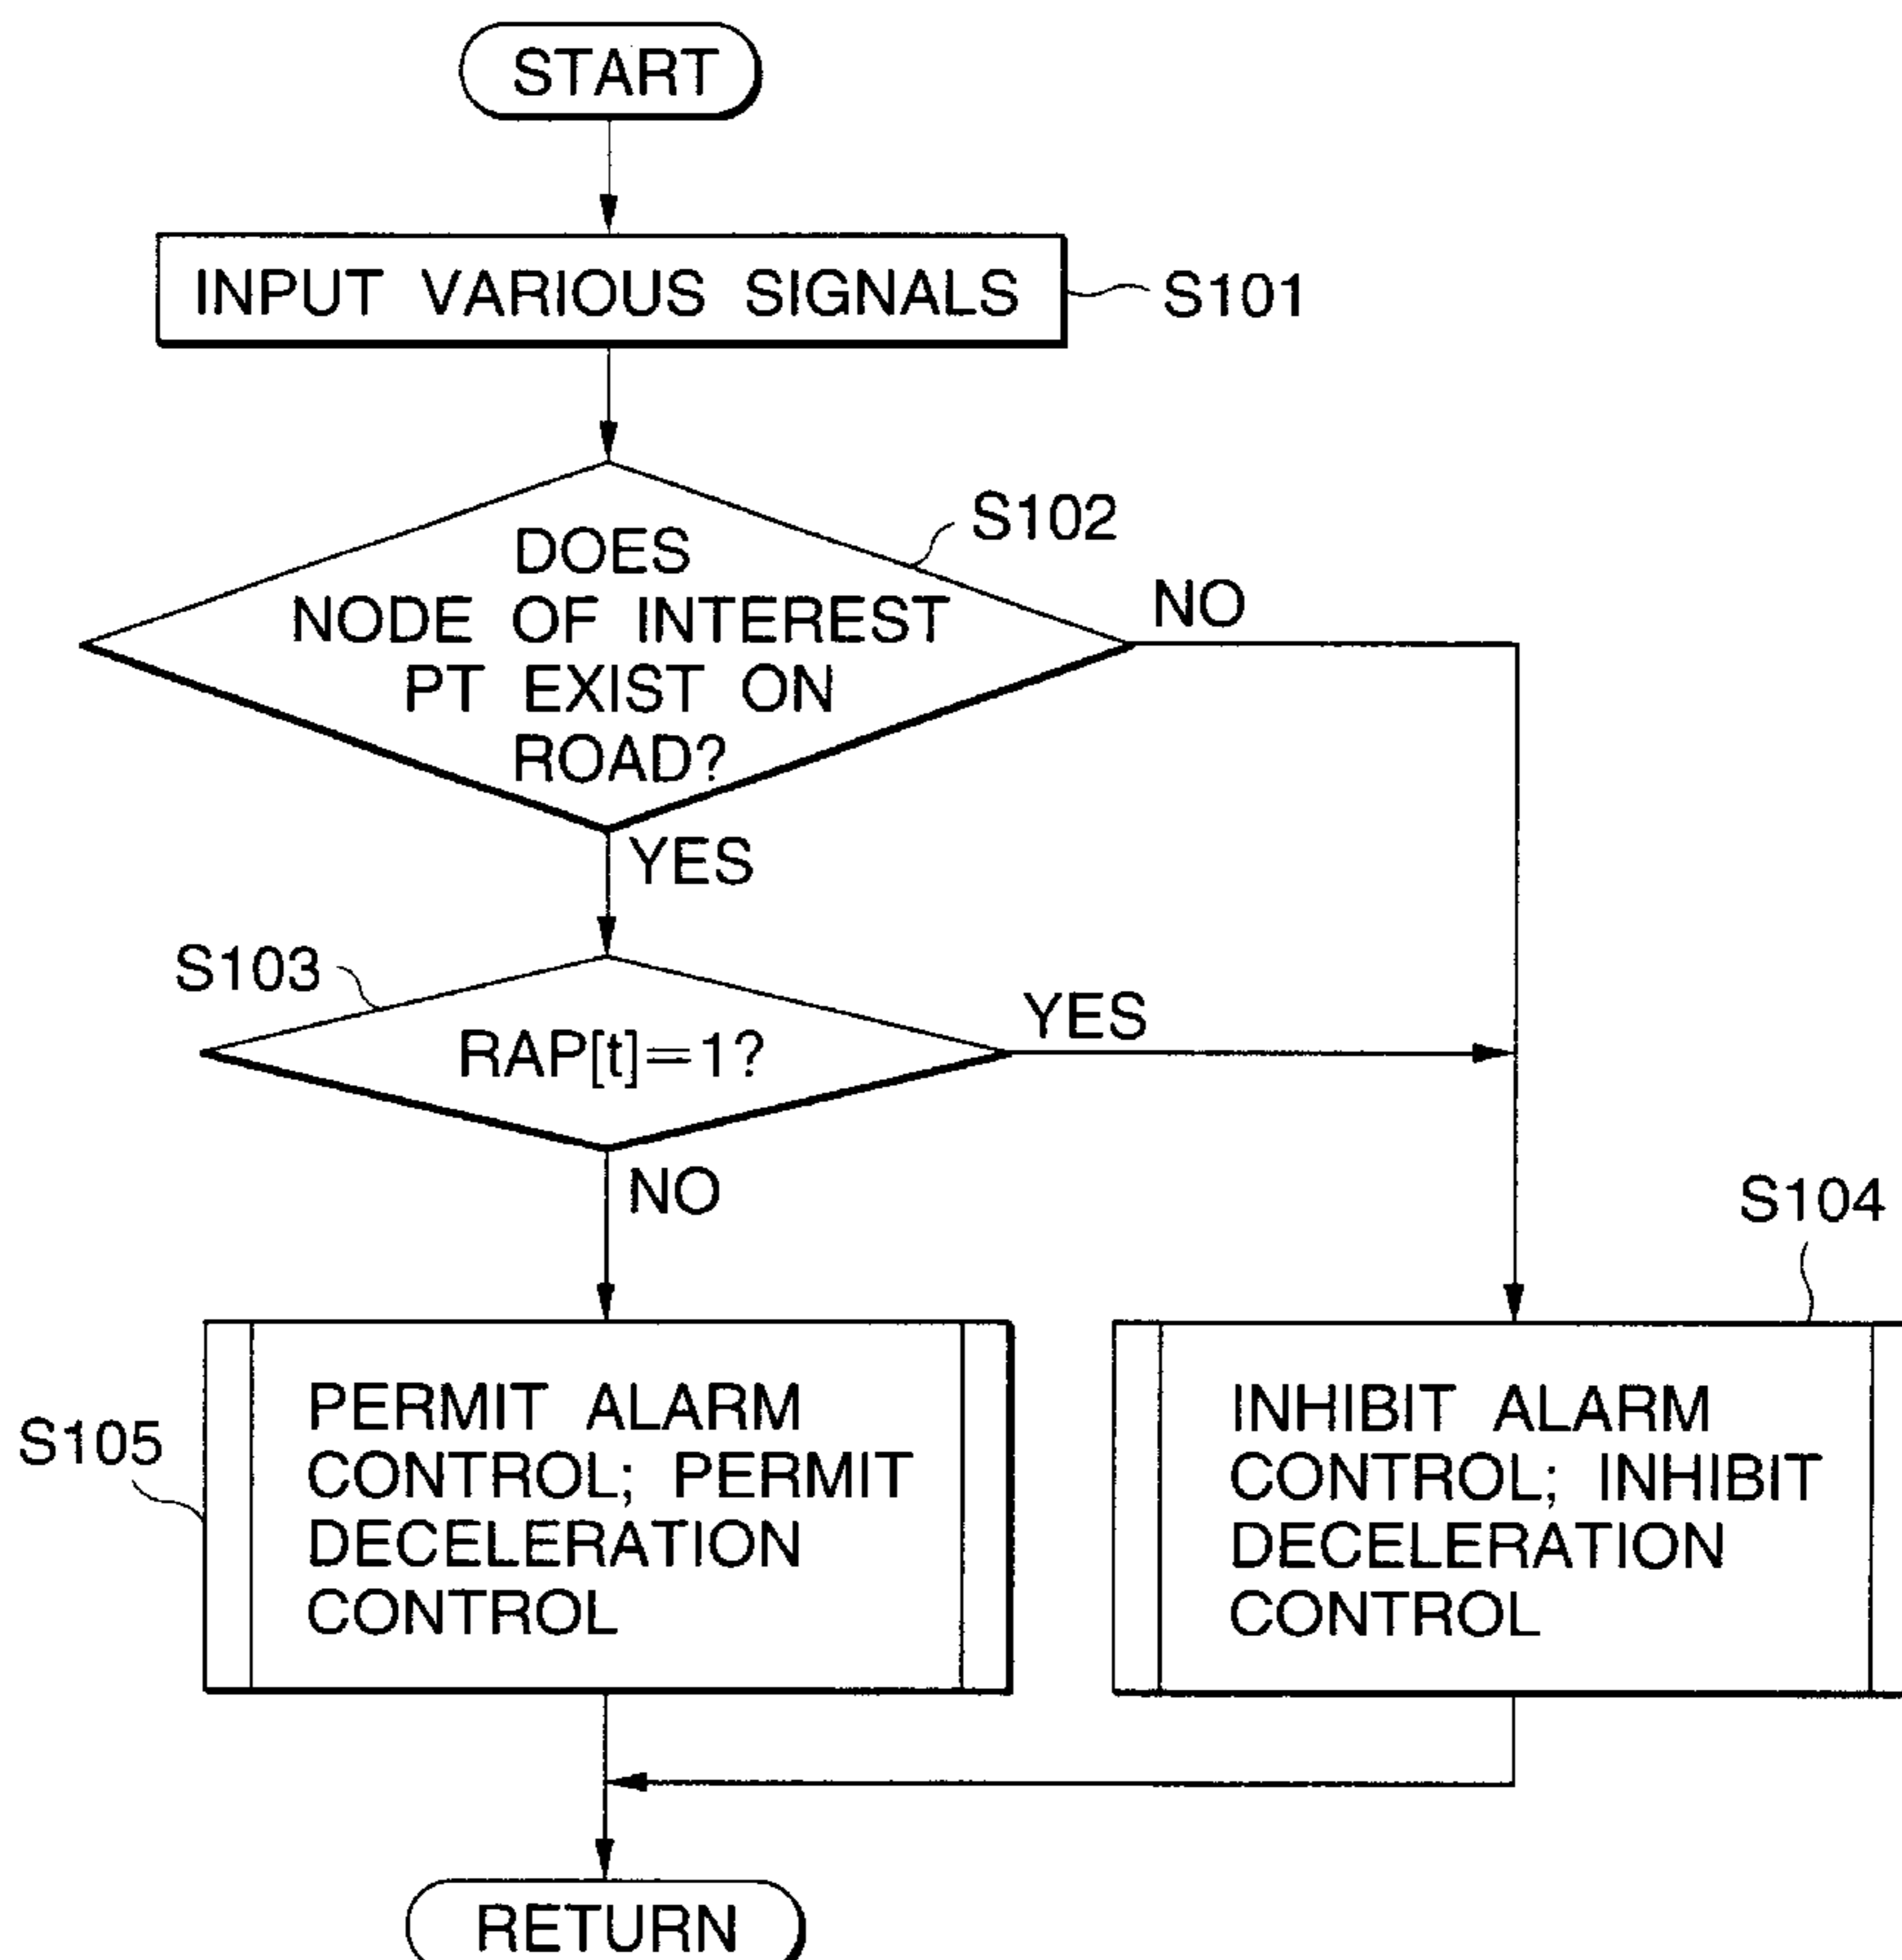 START
INPUT VARIOUS SIGNALS
S101
S102
DOES
NODE OF INTEREST
PT EXIST ON
ROAD?
NO
YES
S103
RAP[t]=1?
YES
NO
S104
S105
PERMIT ALARM
CONTROL; PERMIT
DECELERATION
CONTROL
INHIBIT ALARM
CONTROL; INHIBIT
DECELERATION
CONTROL
RETURN